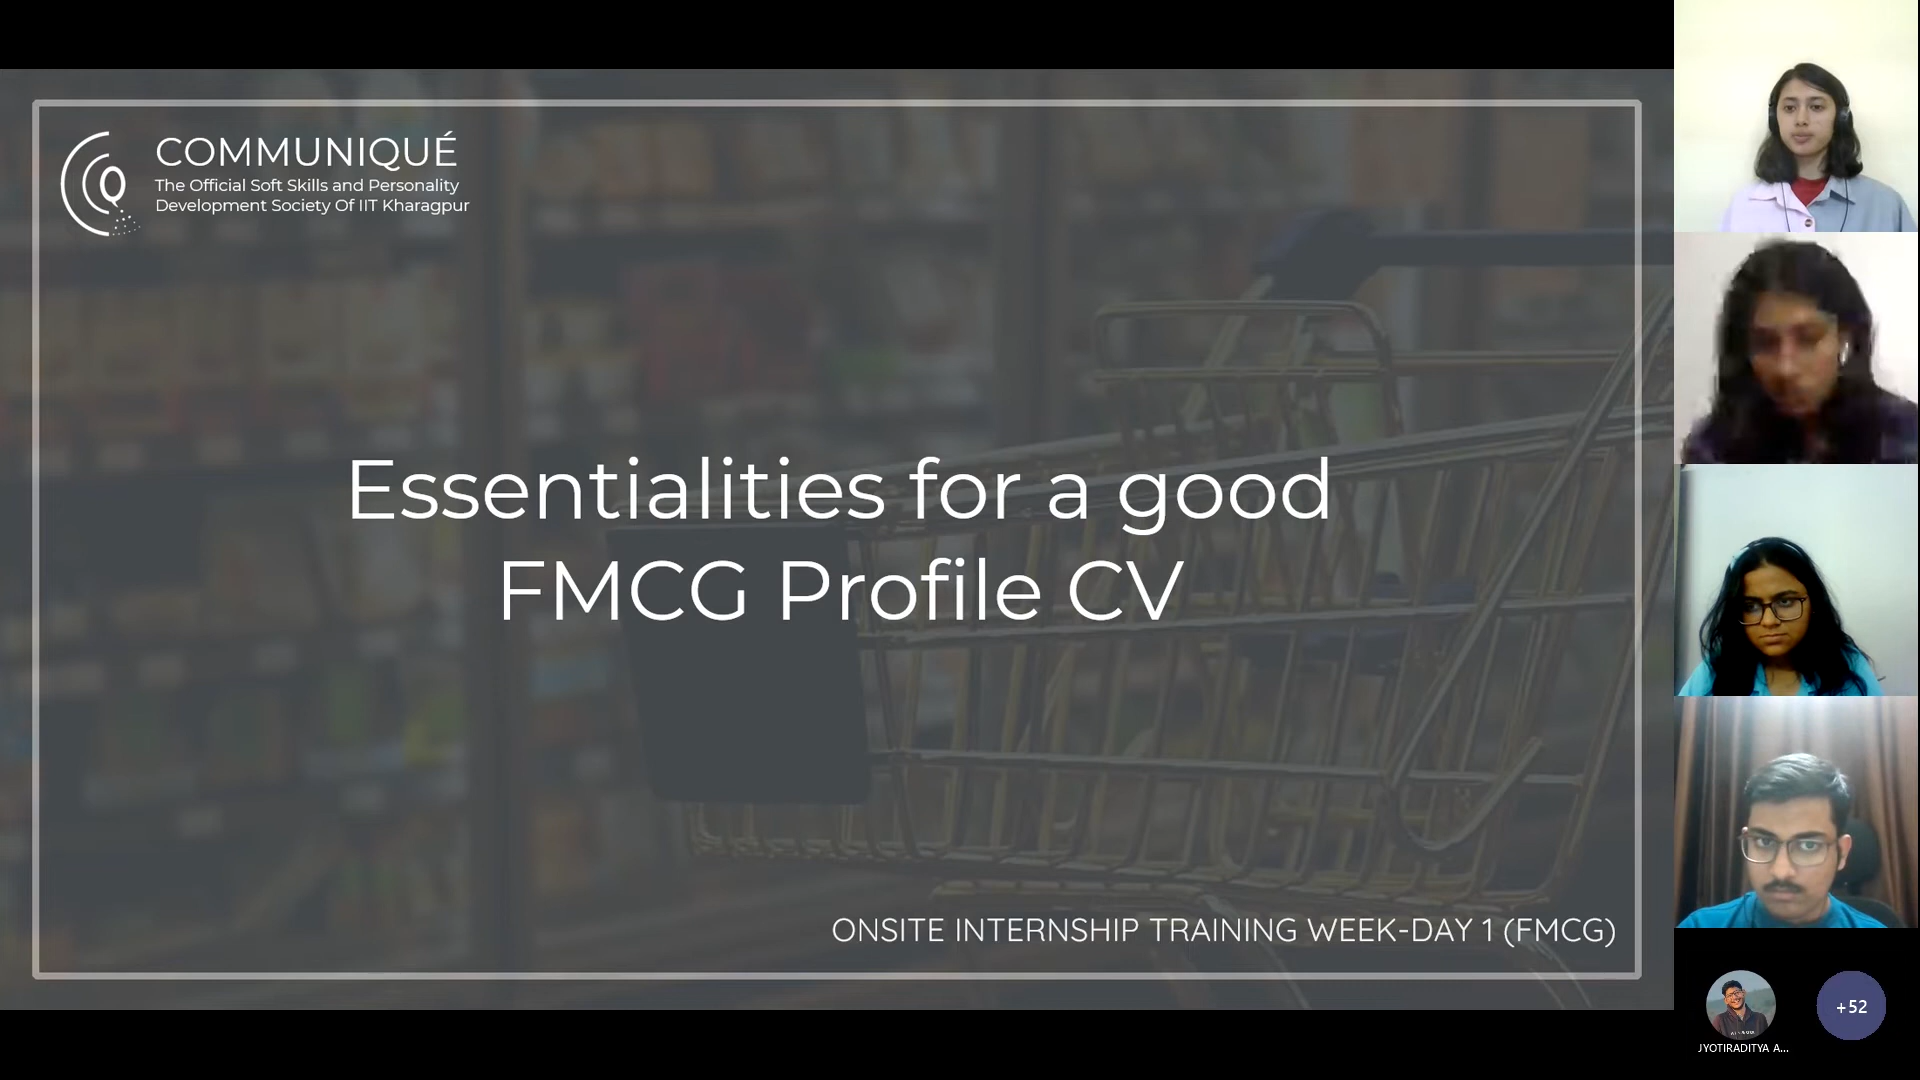 COMMUNIQUÉ
The Official Soft Skills and Personality
Development Society Of IIT Kharagpur
Essentialities for a good
FMCG Profile CV
ONSITE INTERNSHIP TRAINING WEEK-DAY 1 (FMCG)
+52
JYOTIRADITYA A...